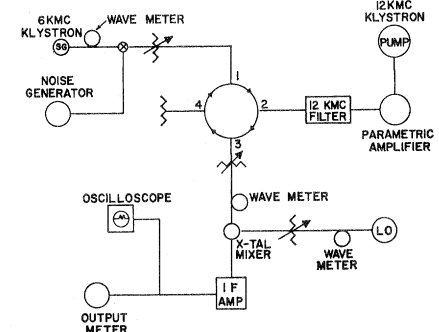 6KMC
KLYSTRON
WAVE METER
SG
NOISE
GENERATOR
12KMC
KLYSTRON
PUMP
1
4
2
3
12 KMC
FILTER
PARAMETRIC
AMPLIFIER
OSCILLOSCOPE
WAVE METER
X-TAL
MIXER
LO
WAVE
METER
IF
AMP
OUTPUT
METER